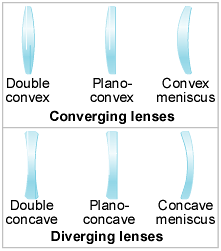 Double Plano- Convex
convex convex meniscus
Converging lenses
Double Plano- Concave
concave concave meniscus
Diverging lenses